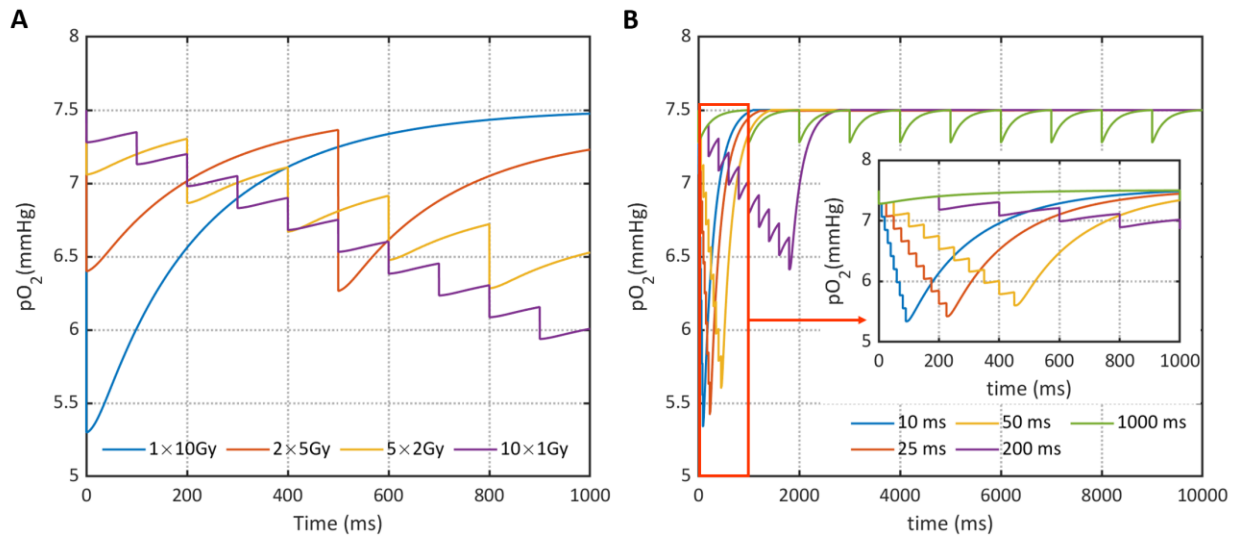 A
pO2(mmHg)
8
7.5
7
6.5
6
5.5
5
1×10Gy 2×5Gy 5×2Gy 10×1Gy
0 200 400 600 800 1000
Time (ms)
B
pO2(mmHg)
8
7.5
7
6.5
6
5.5
5
pO2(mmHg)
8
7
6
5
0 200 400 600 800 1000
time (ms)
10 ms 50 ms 1000 ms
25 ms 200 ms
0 2000 4000 6000 8000 10000
time (ms)